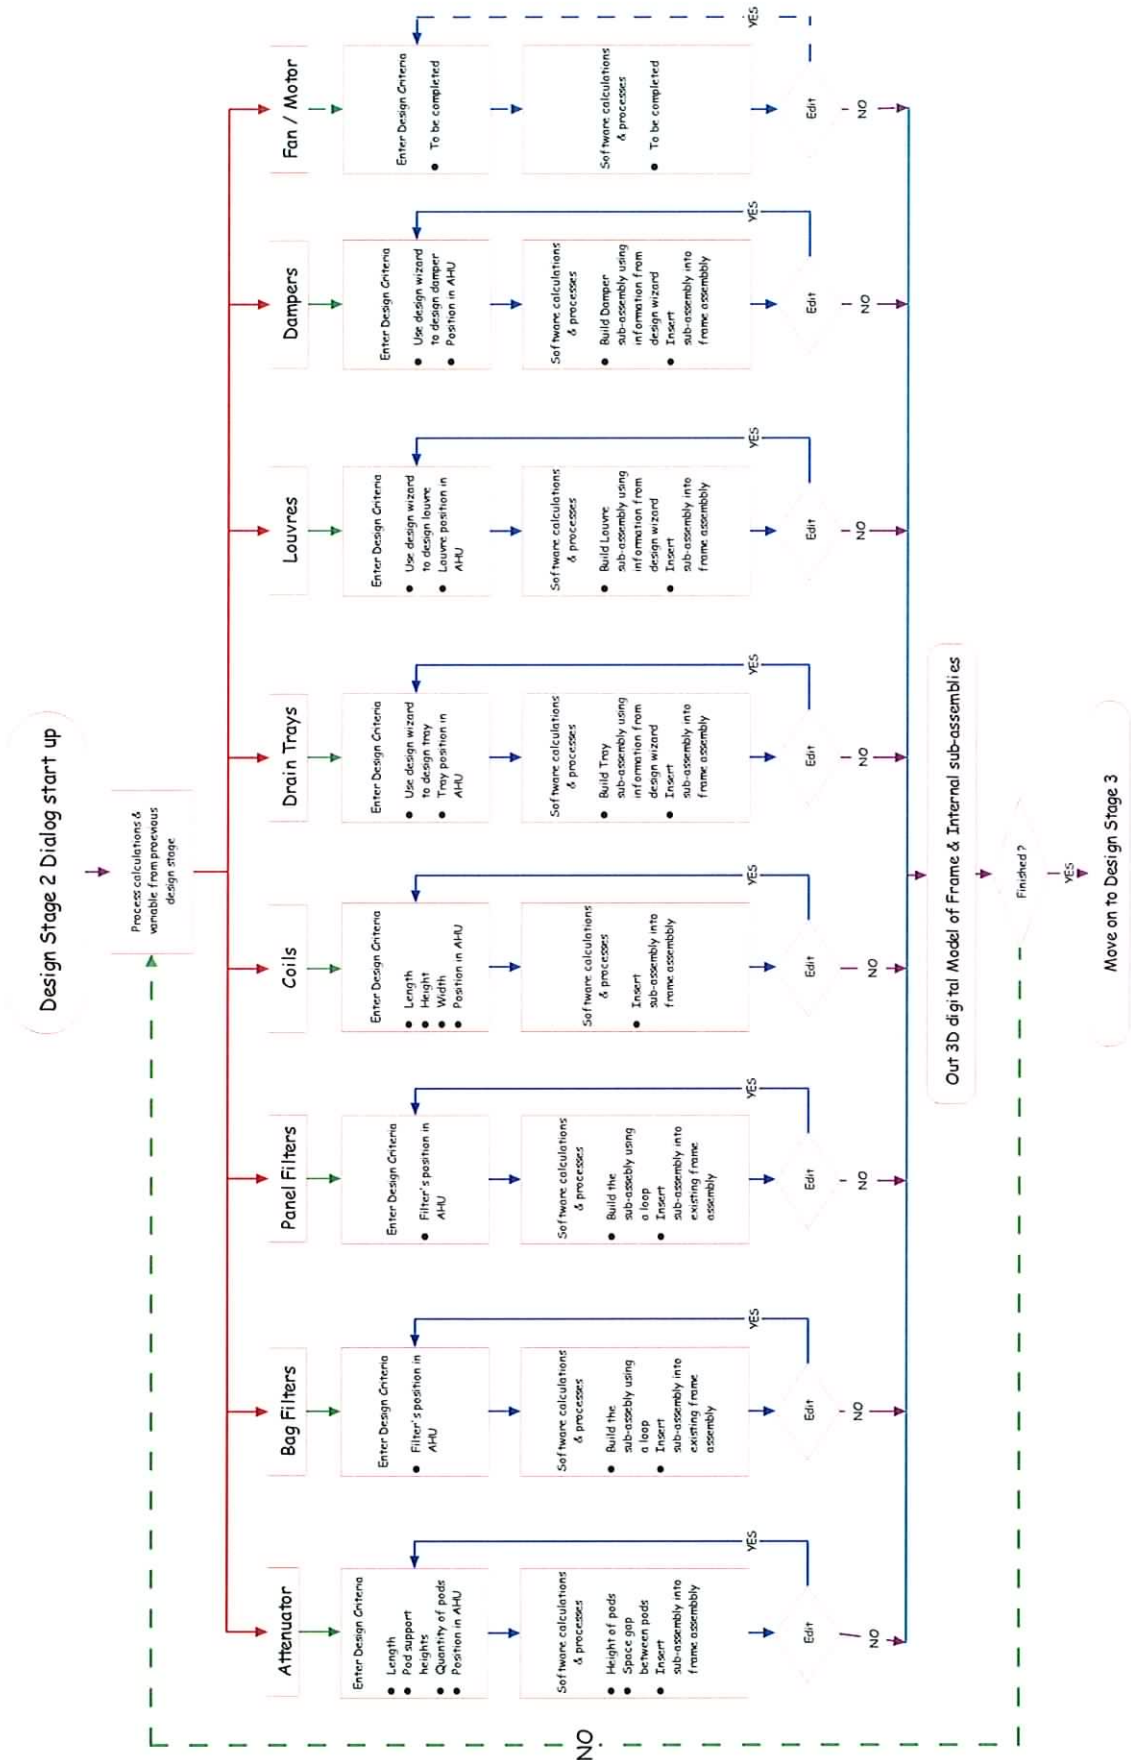 Design Stage 2 Dialog start up
Process calculations &
variable from proevious
design stage
Attenuator
Enter Design Criteria
● Length
● Pod support
heights
● Quantity of pods
● Position in AHU
Software calculations
& processes
● Height of pods
● Space gap
between pods
● Insert
sub-assembly into
frame assembbly
Edit
YES
NO
Bag Filters
Enter Design Criteria
● Filter's position in
AHU
Software calculations
& processes
● Build the
sub-assebly using
a loop
● Insert
sub-assembly into
existing frame
assembly
Edit
YES
NO
Panel Filters
Enter Design Criteria
● Filter's position in
AHU
Software calculations
& processes
● Build the
sub-assebly using
a loop
● Insert
sub-assembly into
existing frame
assembly
Edit
YES
NO
Coils
Enter Design Criteria
● Length
● Height
● Width
● Position in AHU
Software calculations
& processes
● Insert
sub-assembly into
frame assembbly
Edit
YES
NO
Drain Trays
Enter Design Criteria
● Use design wizard
to design tray
● Tray position in
AHU
Software calculations
& processes
● Build Tray
sub-assembly using
information from
design wizard
● Insert
sub-assembly into
frame assembly
Edit
YES
NO
Louvres
Enter Design Criteria
● Use design wizard
to design louvre
● Louvre position in
AHU
Software calculations
& processes
● Build Louvre
sub-assembly using
information from
design wizard
● Insert
sub-assembly into
frame assembbly
Edit
YES
NO
Dampers
Enter Design Criteria
● Use design wizard
to design damper
● Position in AHU
Software calculations
& processes
● Build Damper
sub-assembly using
information from
design wizard
● Insert
sub-assembly into
frame assembbly
Edit
YES
NO
Fan / Motor
Enter Design Criteria
● To be completed
Software calculations
& processes
● To be completed
Edit
YES
NO
Out 3D digital Model of Frame & Internal sub-assemblies
Finished?
NO
YES
Move on to Design Stage 3